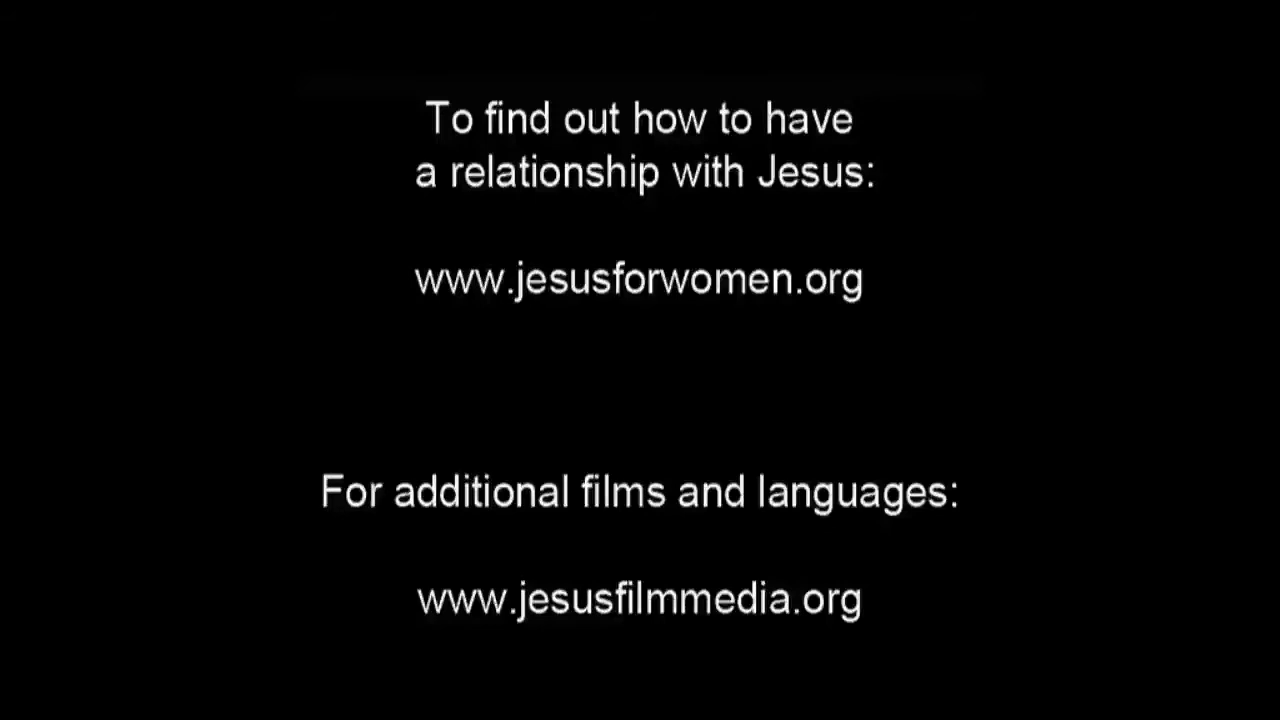 To find out how to have
a relationship with Jesus:
www.jesusforwomen.org
For additional films and languages:
www.jesusfilmmedia.org